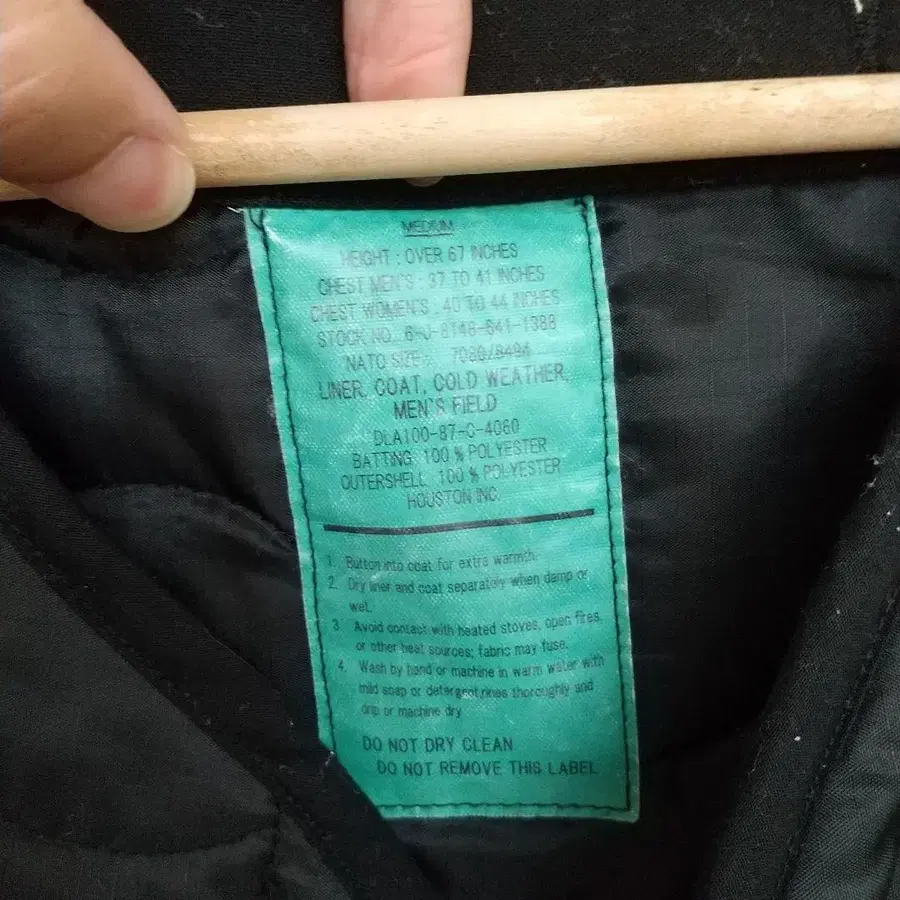 MEDIUM
HEIGHT : OVER 67 INCHES
CHEST MEN'S : 37 TO 41 INCHES
CHEST WOMEN'S : 40 TO 44 INCHES
STOCK NO. 6-J-8146-641-1388
NATO SIZE : 7080/8494
LINER, COAT, COLD WEATHER,
MEN'S FIELD
DLA100-87-C-4060
BATTING 100 % POLYESTER
OUTERSHELL 100 % POLYESTER
HOUSTON INC.
1. Button into coat for extra warmth.
2. Dry liner and coat separately when damp or
wet.
3. Avoid contact with heated stoves, open fires,
or other heat sources; fabric may fuse.
4. Wash by hand or machine in warm water with
mild soap or detergent, rines thoroughly and
drip or machine dry
DO NOT DRY CLEAN
DO NOT REMOVE THIS LABEL